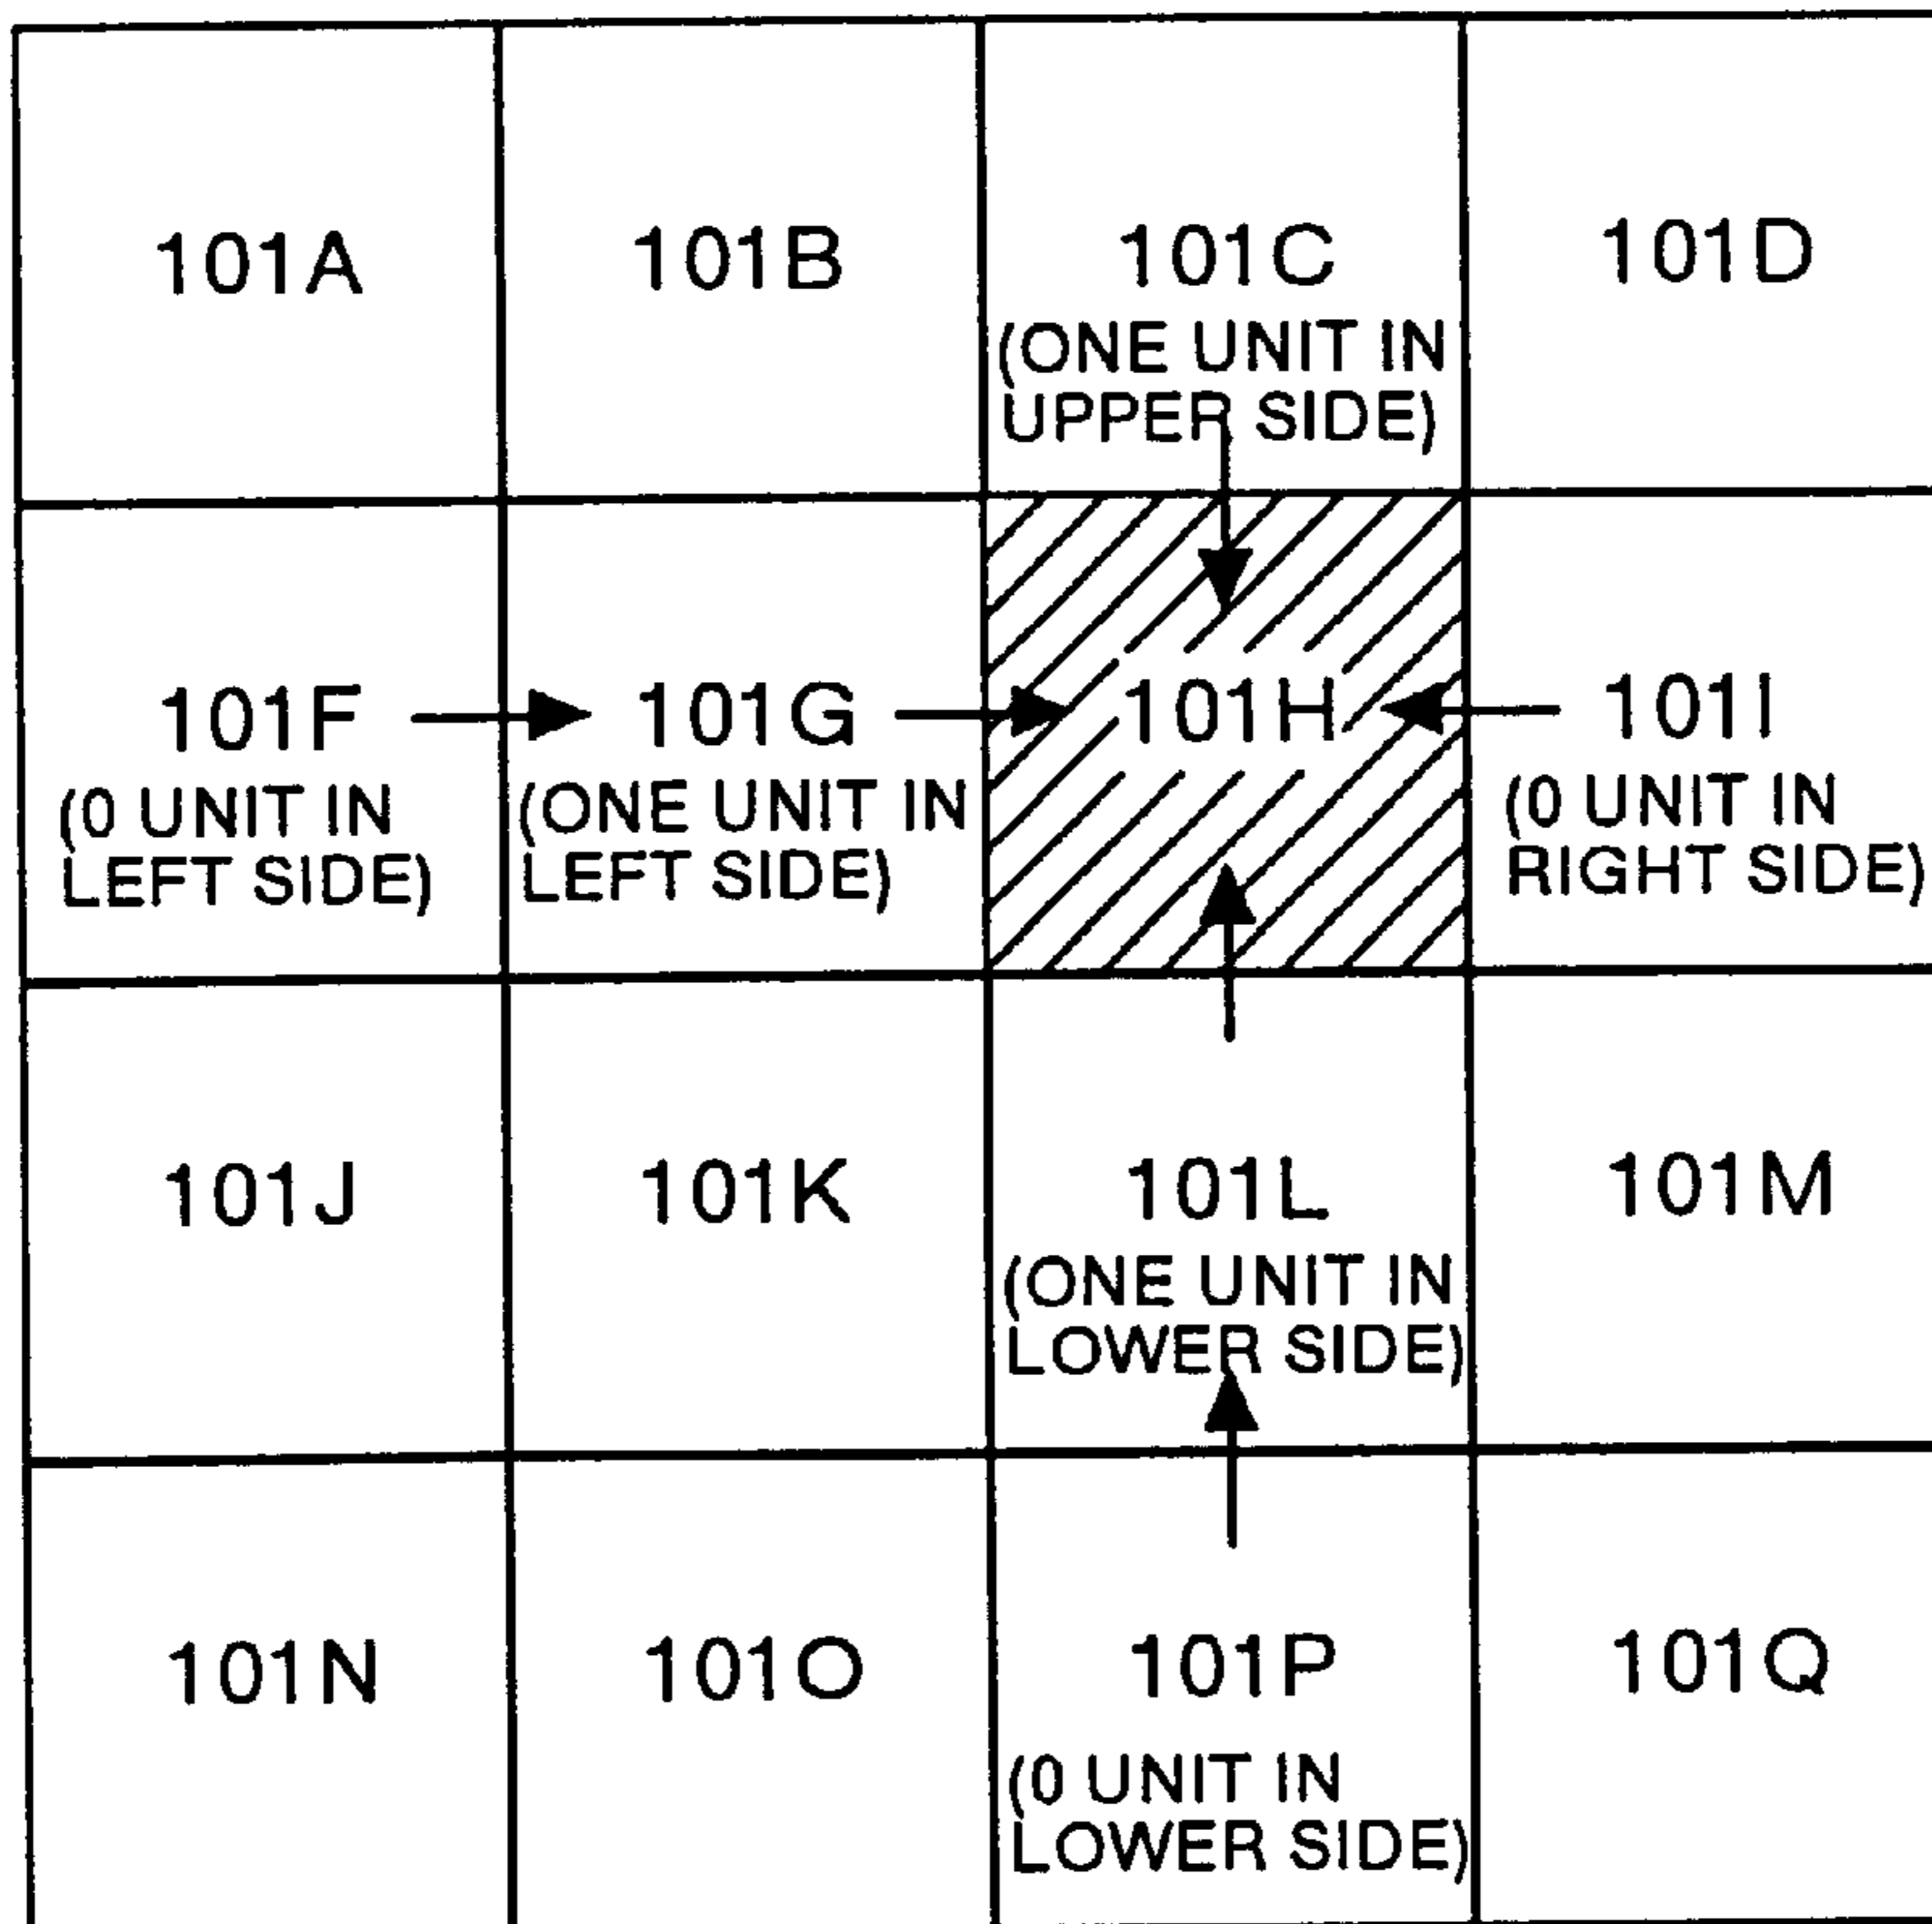 101A
101B
101C
(ONE UNIT IN
UPPER SIDE)
101D
101F
(0 UNIT IN
LEFT SIDE)
101G
(ONE UNIT IN
LEFT SIDE)
101H
101I
(0 UNIT IN
RIGHT SIDE)
101J
101K
101L
(ONE UNIT IN
LOWER SIDE)
101M
101N
101O
101P
(0 UNIT IN
LOWER SIDE)
101Q